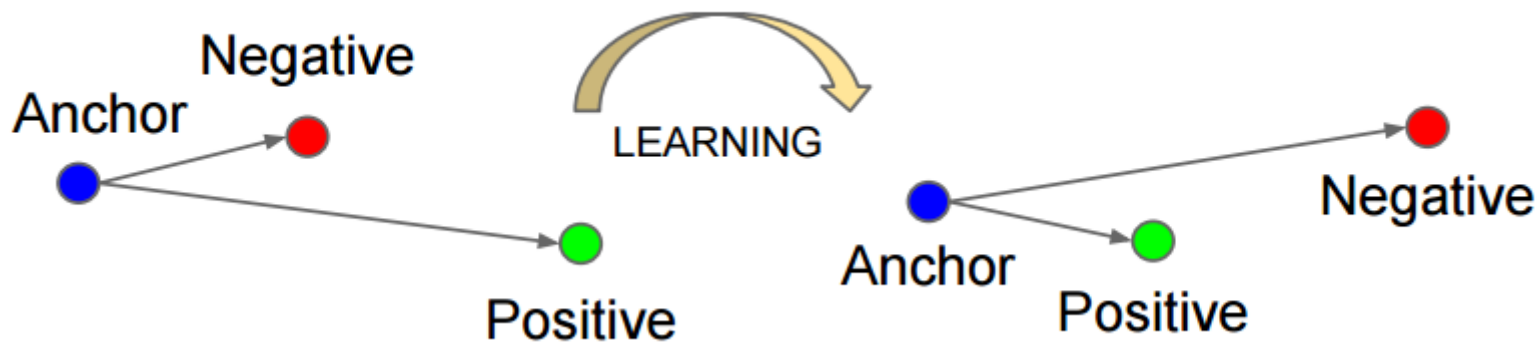 Negative
Anchor
Positive
LEARNING
Negative
Anchor
Positive